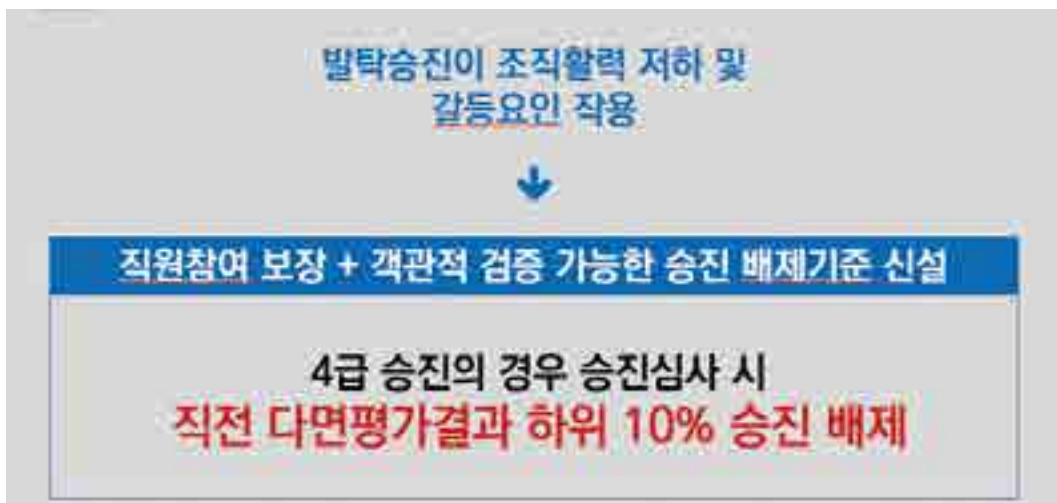 발탁승진이 조직활력 저하 및
갈등요인 작용
직원참여 보장 + 객관적 검증 가능한 승진 배제기준 신설
4급 승진의 경우 승진심사 시
직전 다면평가결과 하위 10% 승진 배제